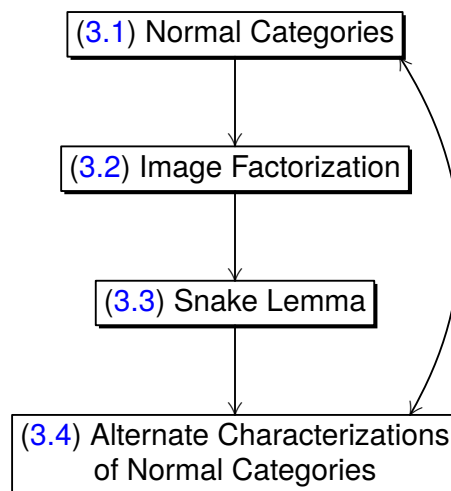 (3.1) Normal Categories
(3.2) Image Factorization
(3.3) Snake Lemma
(3.4) Alternate Characterizations
of Normal Categories